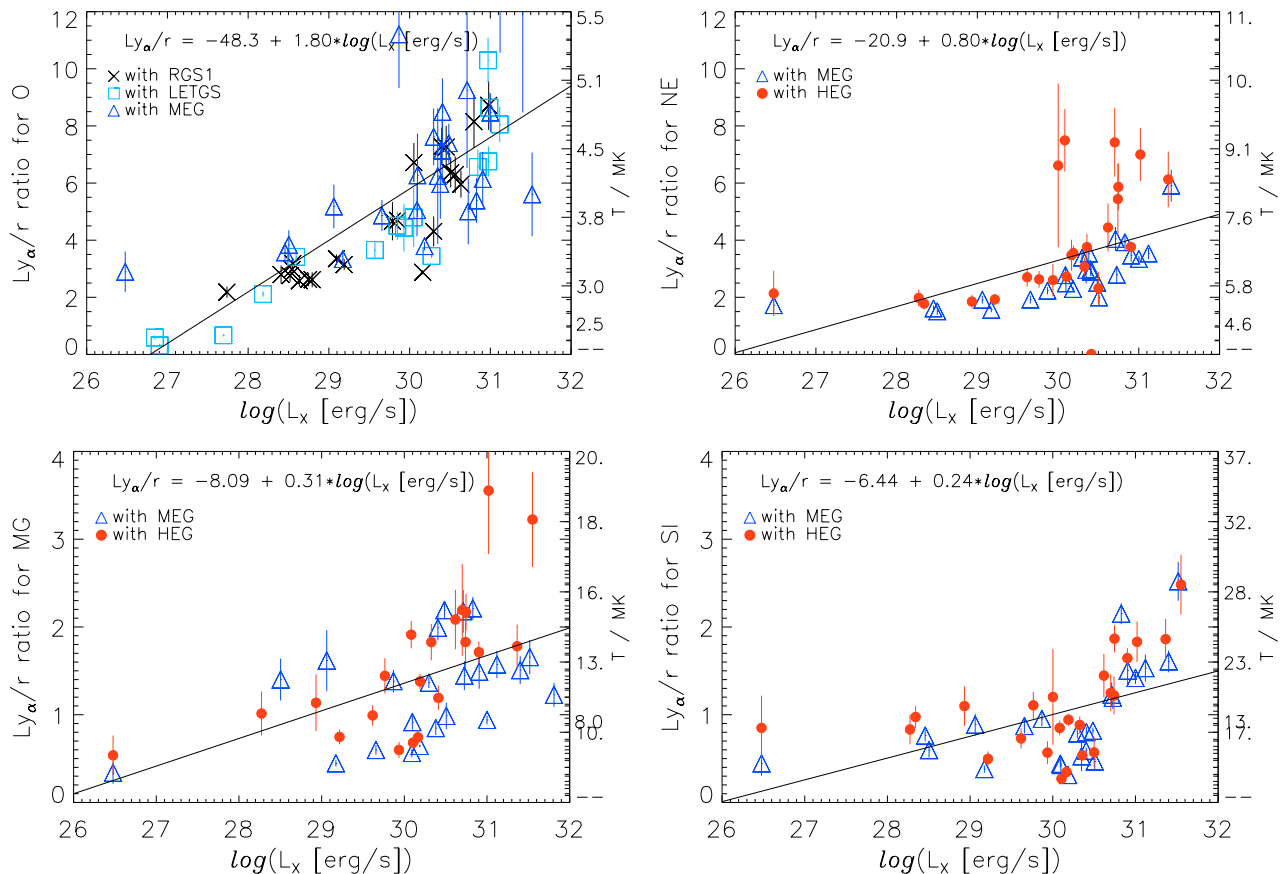 Ly𝛂/r = −48.3 + 1.80*log(Lx [erg/s])
with RGS1
with LETGS
with MEG
Ly𝛂/r ratio for O
12
10
8
6
4
2
0
5.5
5.1
4.5
3.8
3.0
2.5
−−
T / MK
26 27 28 29 30 31 32
log(Lx [erg/s])
Ly𝛂/r = −20.9 + 0.80*log(Lx [erg/s])
with MEG
with HEG
Ly𝛂/r ratio for NE
12
10
8
6
4
2
0
11.
10.
9.1
7.6
5.8
4.6
−−
T / MK
26 27 28 29 30 31 32
log(Lx [erg/s])
Ly𝛂/r = −8.09 + 0.31*log(Lx [erg/s])
with MEG
with HEG
Ly𝛂/r ratio for MG
4
3
2
1
0
20.
18.
16.
13.
8.0
10.
−−
T / MK
26 27 28 29 30 31 32
log(Lx [erg/s])
Ly𝛂/r = −6.44 + 0.24*log(Lx [erg/s])
with MEG
with HEG
Ly𝛂/r ratio for SI
4
3
2
1
0
37.
32.
28.
23.
13.
17.
−−
T / MK
26 27 28 29 30 31 32
log(Lx [erg/s])